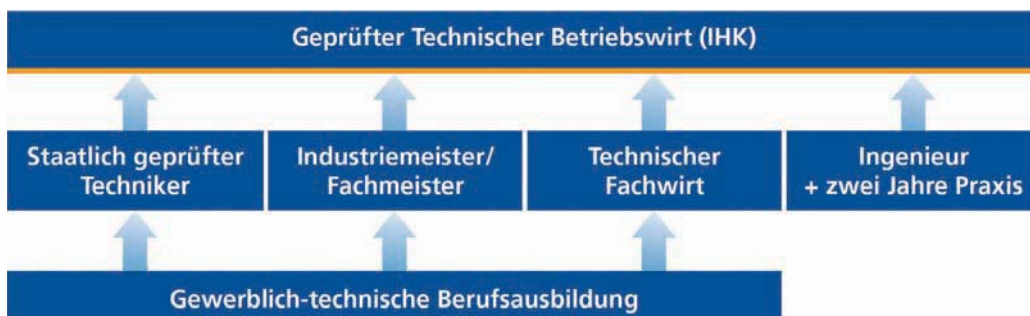 Geprüfter Technischer Betriebswirt (IHK)
Staatlich geprüfter
Techniker
Industriemeister/
Fachmeister
Technischer
Fachwirt
Ingenieur
+ zwei Jahre Praxis
Gewerblich-technische Berufsausbildung